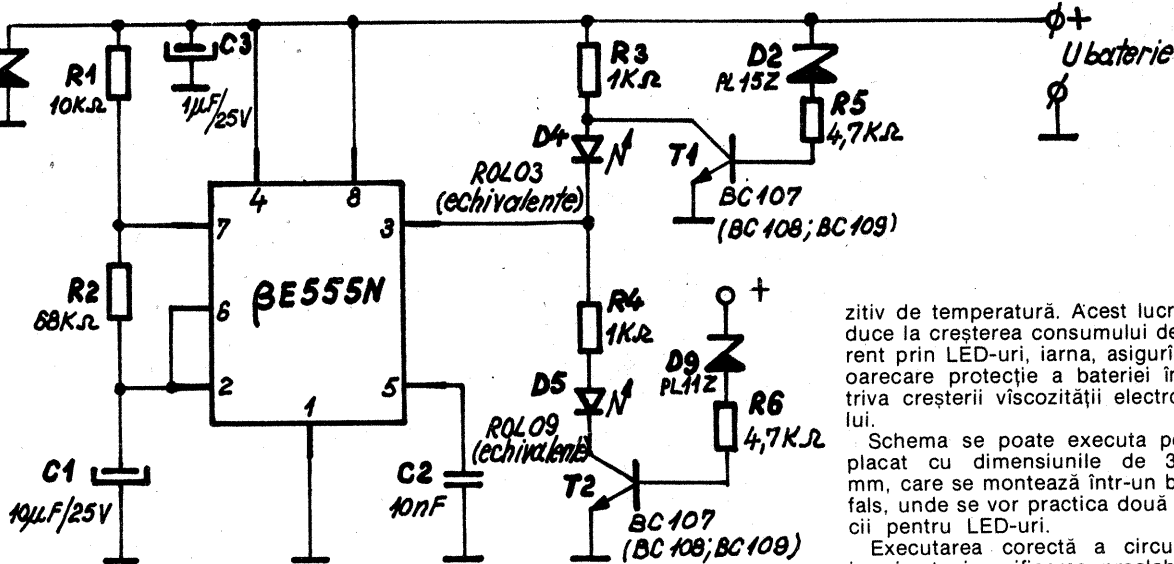 R1
10KΩ
C3
1µF/25V
R3
1KΩ
D2
PL15Z
R5
4,7KΩ
+
U baterie
D4
ROL03
(echivalente)
T1
BC107
(BC108; BC109)
4
8
7
3
βE555N
R2
68KΩ
6
2
5
1
R4
1KΩ
D5
ROL09
(echivalente)
+
D9
PL11Z
R6
4,7KΩ
C1
10µF/25V
C2
10nF
T2
BC107
(BC108; BC109)
zitiv de temperatură. Acest lucr
duce la creșterea consumului de
rent prin LED-uri, iarna, asigurî
oarecare protecție a bateriei în
triva creșterii vîscozității electro
lui.
Schema se poate executa pe
placat cu dimensiunile de 3
mm, care se montează într-un b
fals, unde se vor practica două
cii pentru LED-uri.
Executarea corectă a circu